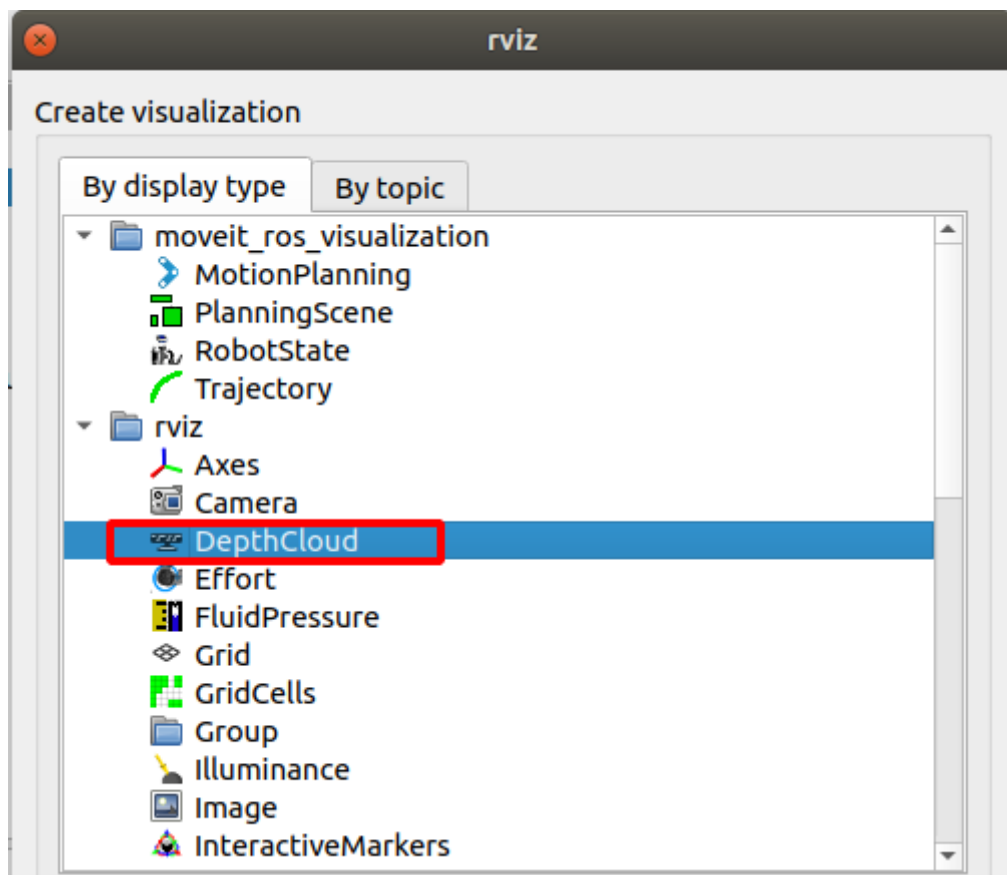 rviz
Create visualization
By display type By topic
moveit_ros_visualization
MotionPlanning
PlanningScene
RobotState
Trajectory
rviz
Axes
Camera
DepthCloud
Effort
FluidPressure
Grid
GridCells
Group
Illuminance
Image
InteractiveMarkers